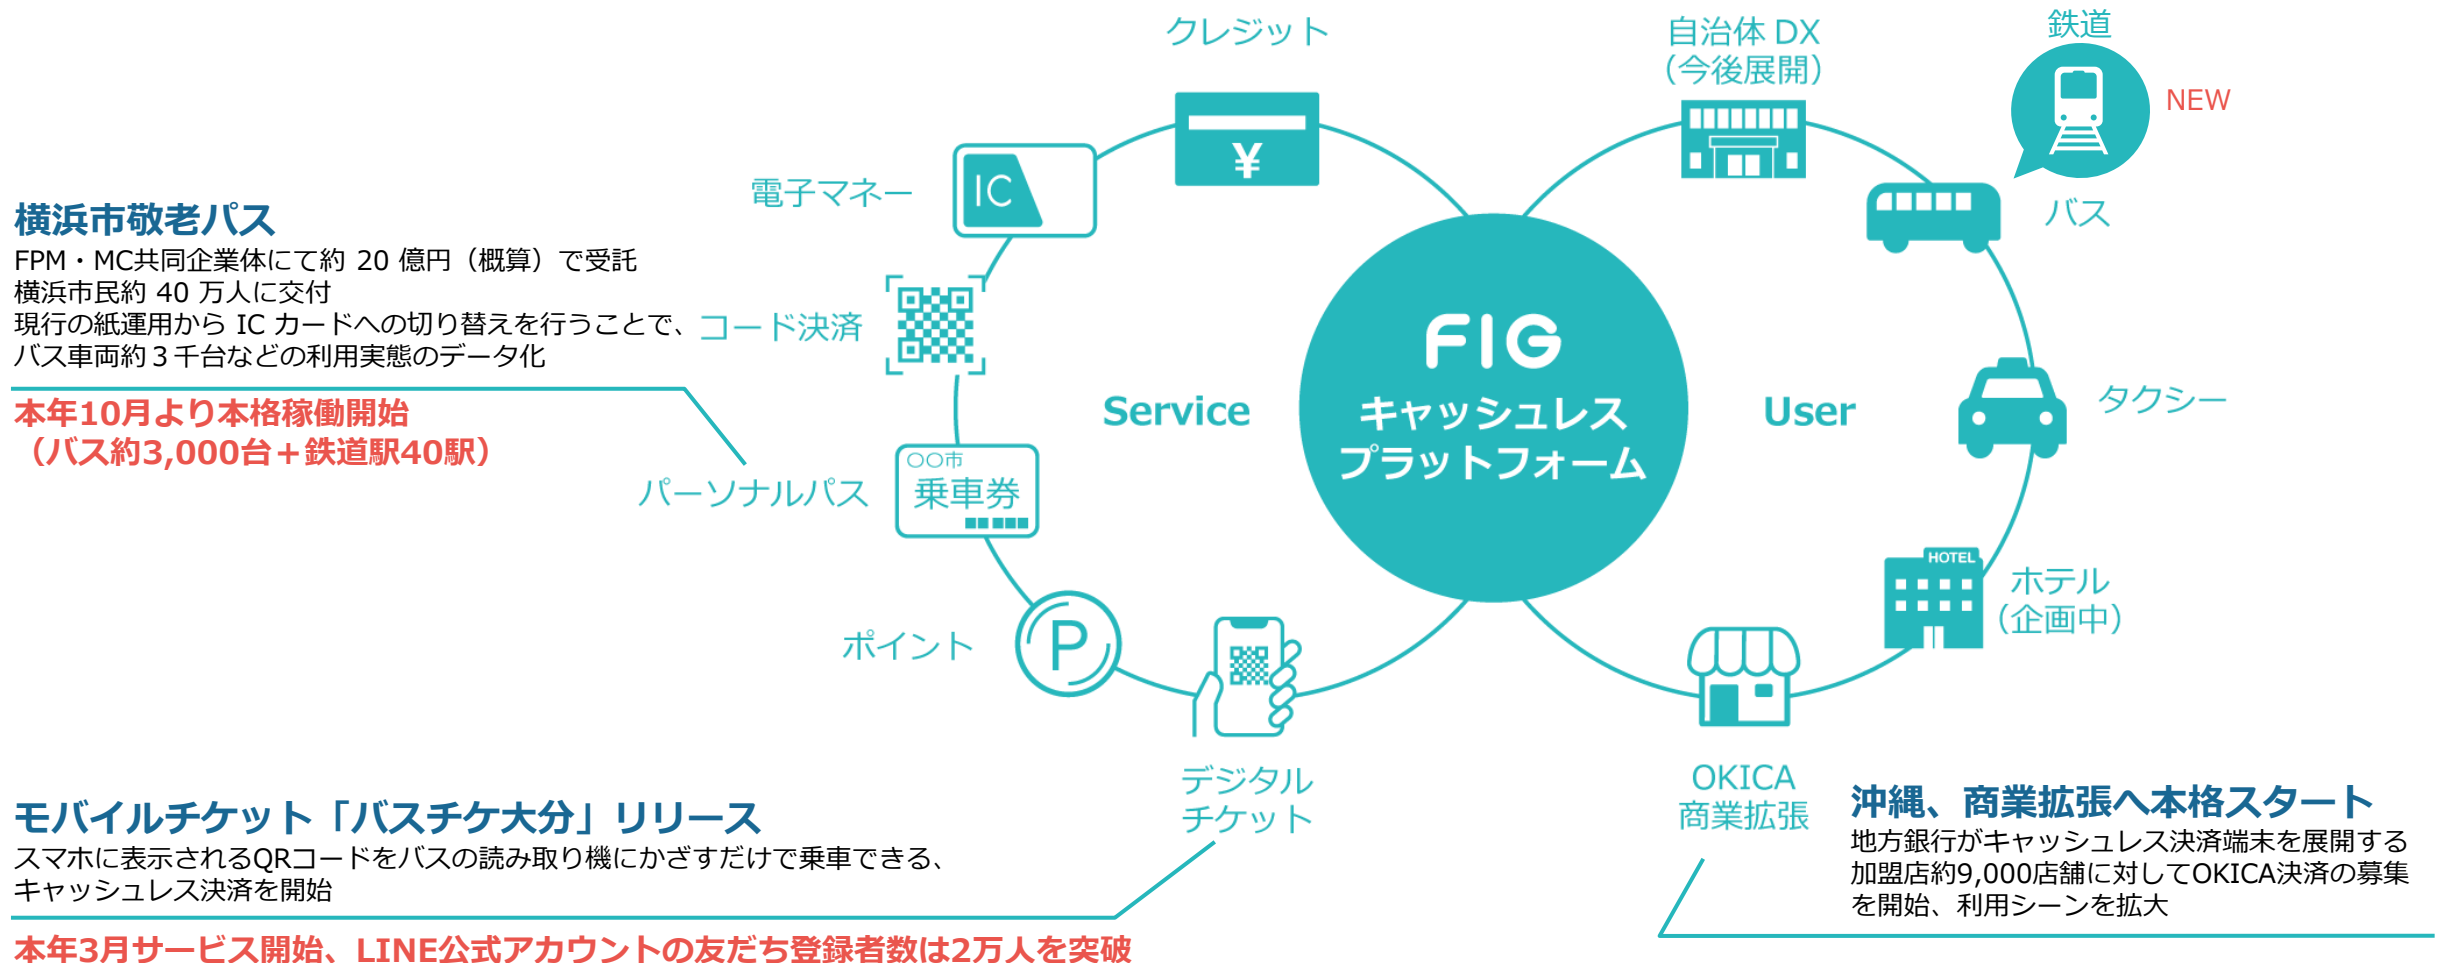 クレジット
自治体 DX
（今後展開）
鉄道
NEW
¥
電子マネー
IC
バス
横浜市敬老パス
FPM・MC共同企業体にて約 20 億円（概算）で受託
横浜市民約 40 万人に交付
現行の紙運用から IC カードへの切り替えを行うことで、
バス車両約３千台などの利用実態のデータ化
コード決済
本年10月より本格稼働開始
（バス約3,000台＋鉄道駅40駅）
FIG
キャッシュレス
プラットフォーム
Service
User
タクシー
パーソナルパス
〇〇市
乗車券
HOTEL
ホテル
（企画中）
ポイント
P
デジタル
チケット
OKICA
商業拡張
モバイルチケット「バスチケ大分」リリース
スマホに表示されるQRコードをバスの読み取り機にかざすだけで乗車できる、
キャッシュレス決済を開始
本年3月サービス開始、LINE公式アカウントの友だち登録者数は2万人を突破
沖縄、商業拡張へ本格スタート
地方銀行がキャッシュレス決済端末を展開する
加盟店約9,000店舗に対してOKICA決済の募集
を開始、利用シーンを拡大